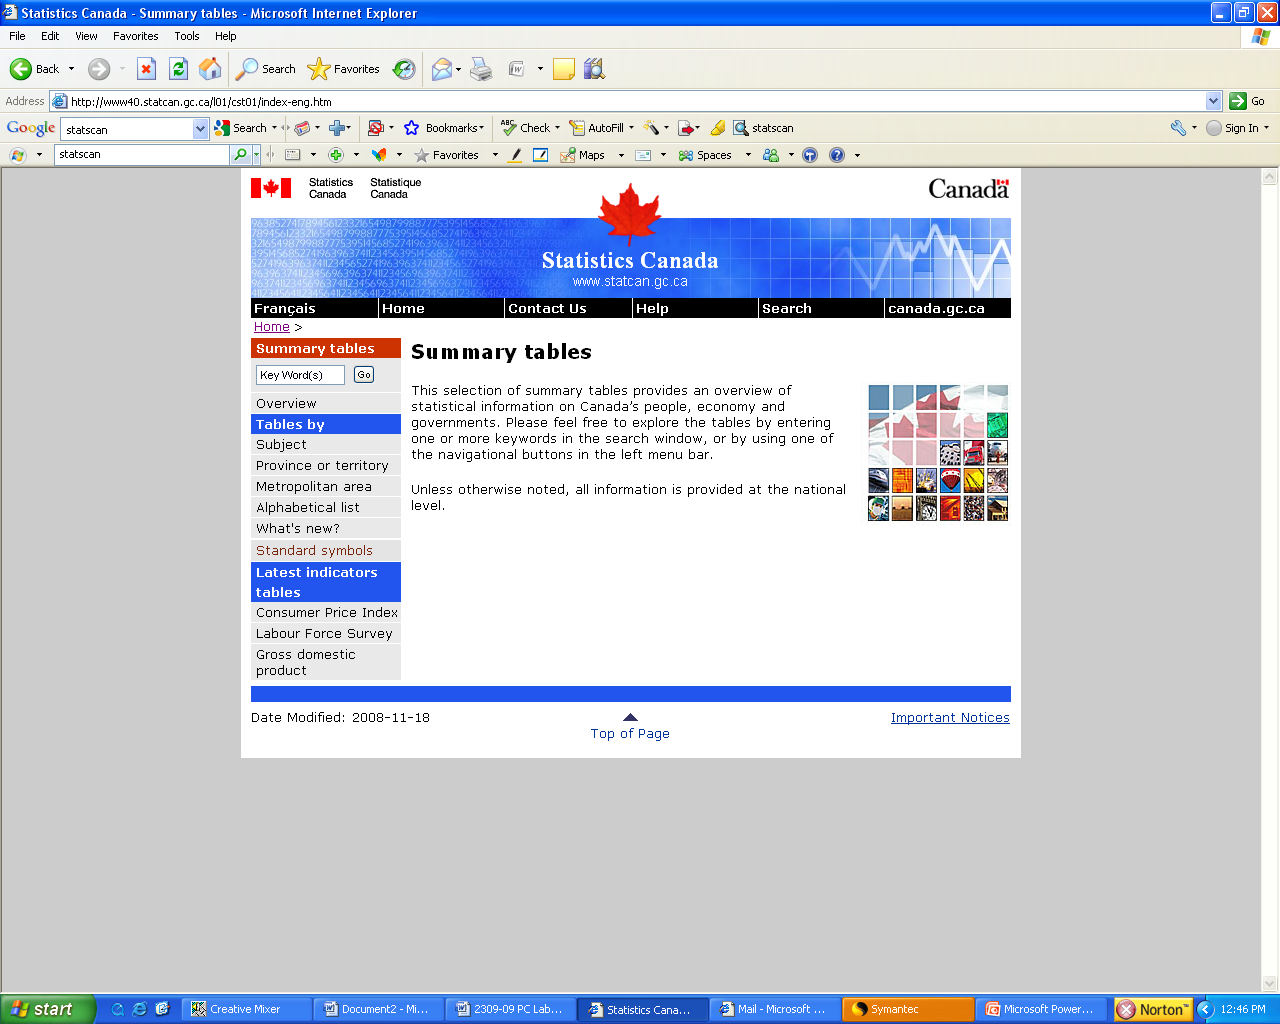 Statistics Canada - Summary tables - Microsoft Internet Explorer
File Edit View Favorites Tools Help
Back Search Favorites
Address http://www40.statcan.gc.ca/l01/cst01/index-eng.htm Go
Google statscan Search Bookmarks Check AutoFill statscan Sign In
statscan Favorites Maps Spaces
Statistics Canada Statistique Canada Canada
Statistics Canada
www.statcan.gc.ca
Français Home Contact Us Help Search canada.gc.ca
Home >
Summary tables
Key Word(s) Go
Overview
Tables by
Subject
Province or territory
Metropolitan area
Alphabetical list
What's new?
Standard symbols
Latest indicators
tables
Consumer Price Index
Labour Force Survey
Gross domestic
product
Summary tables
This selection of summary tables provides an overview of
statistical information on Canada's people, economy and
governments. Please feel free to explore the tables by entering
one or more keywords in the search window, or by using one of
the navigational buttons in the left menu bar.
Unless otherwise noted, all information is provided at the national
level.
Date Modified: 2008-11-18
Top of Page
Important Notices
start Creative Mixer Document2 - Mi... 2309-09 PC Lab... Statistics Cana... Mail - Microsoft ... Symantec Microsoft Power... Norton™ 12:46 PM